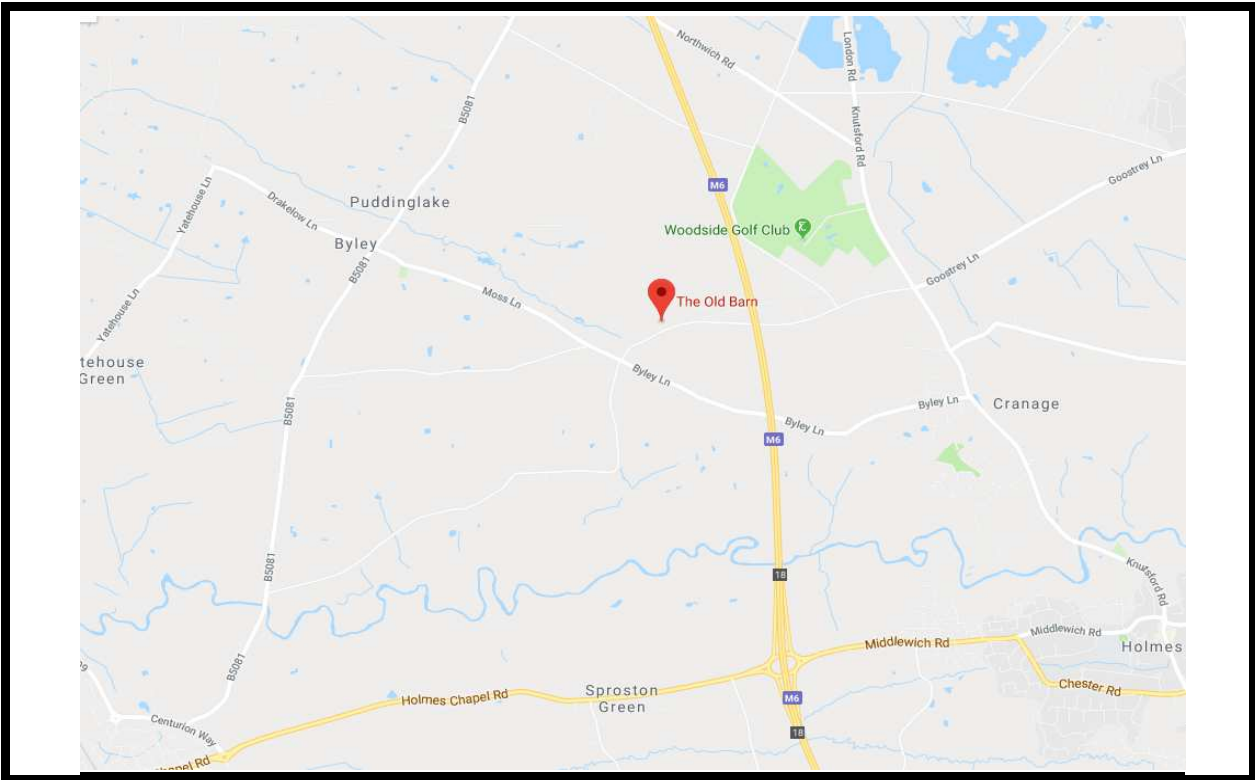 Northwich Rd
London Rd
B5081
Knutsford Rd
Goostrey Ln
M6
Yatehouse Ln
Drakelow Ln
Puddinglake
Woodside Golf Club
Byley
B5081
Goostrey Ln
Moss Ln
The Old Barn
Yatehouse Ln
tehouse
Green
Byley Ln
B5081
Byley Ln
Cranage
Byley Ln
M6
B5081
18
Knutsford Rd
Middlewich Rd
Middlewich Rd
Holmes
B5081
Chester Rd
Sproston
Green
Holmes Chapel Rd
M6
Centurion Way
18
hapel Rd